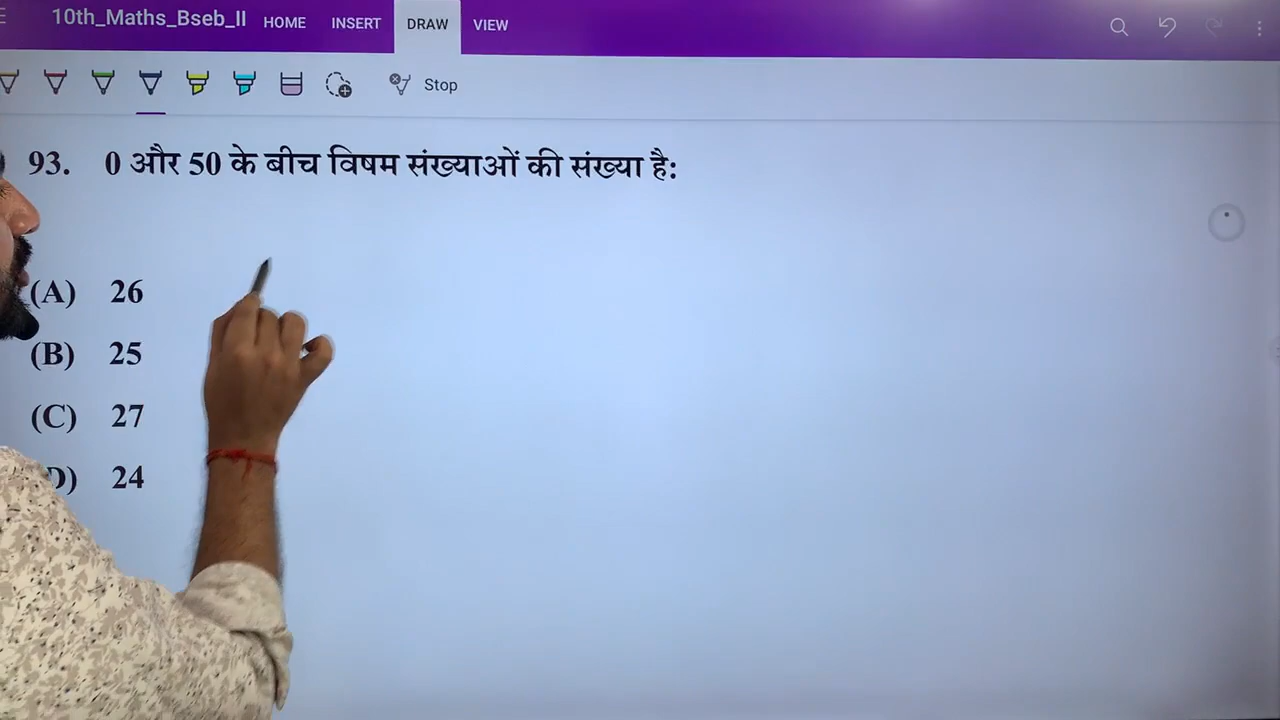 10th_Maths_Bseb_II HOME INSERT DRAW VIEW
Stop
93. 0 और 50 के बीच विषम संख्याओं की संख्या है:
(A) 26
(B) 25
(C) 27
D) 24